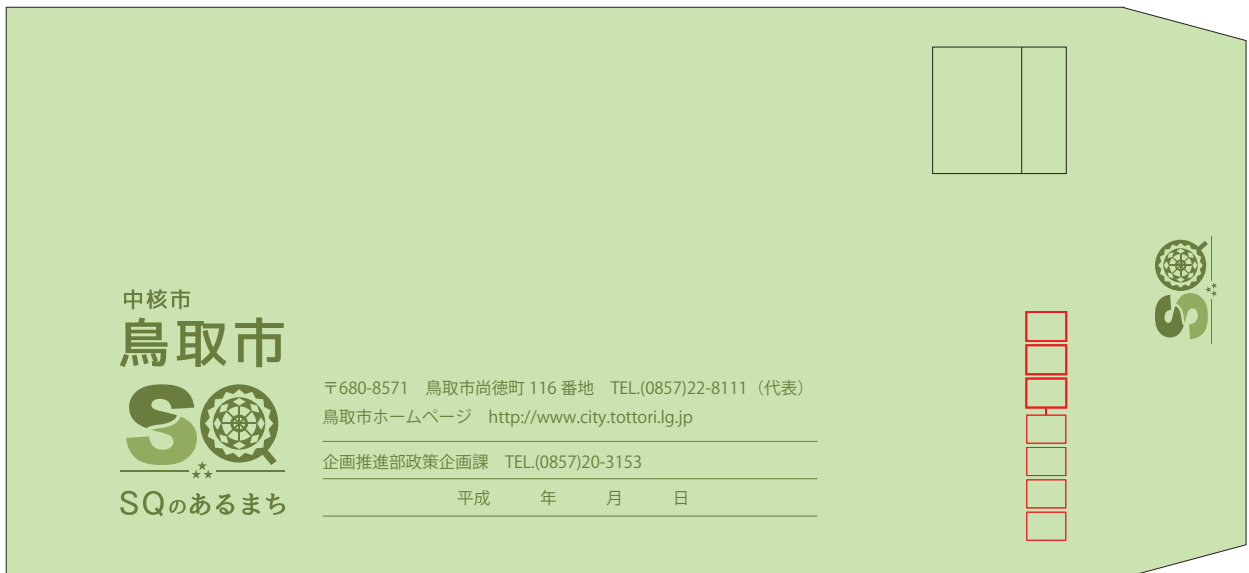 中核市
鳥取市
SQ
SQのあるまち
〒680-8571　鳥取市尚徳町 116 番地　TEL.(0857)22-8111（代表）
鳥取市ホームページ　http://www.city.tottori.lg.jp
企画推進部政策企画課　TEL.(0857)20-3153
平成　　　年　　　月　　　日
SQ